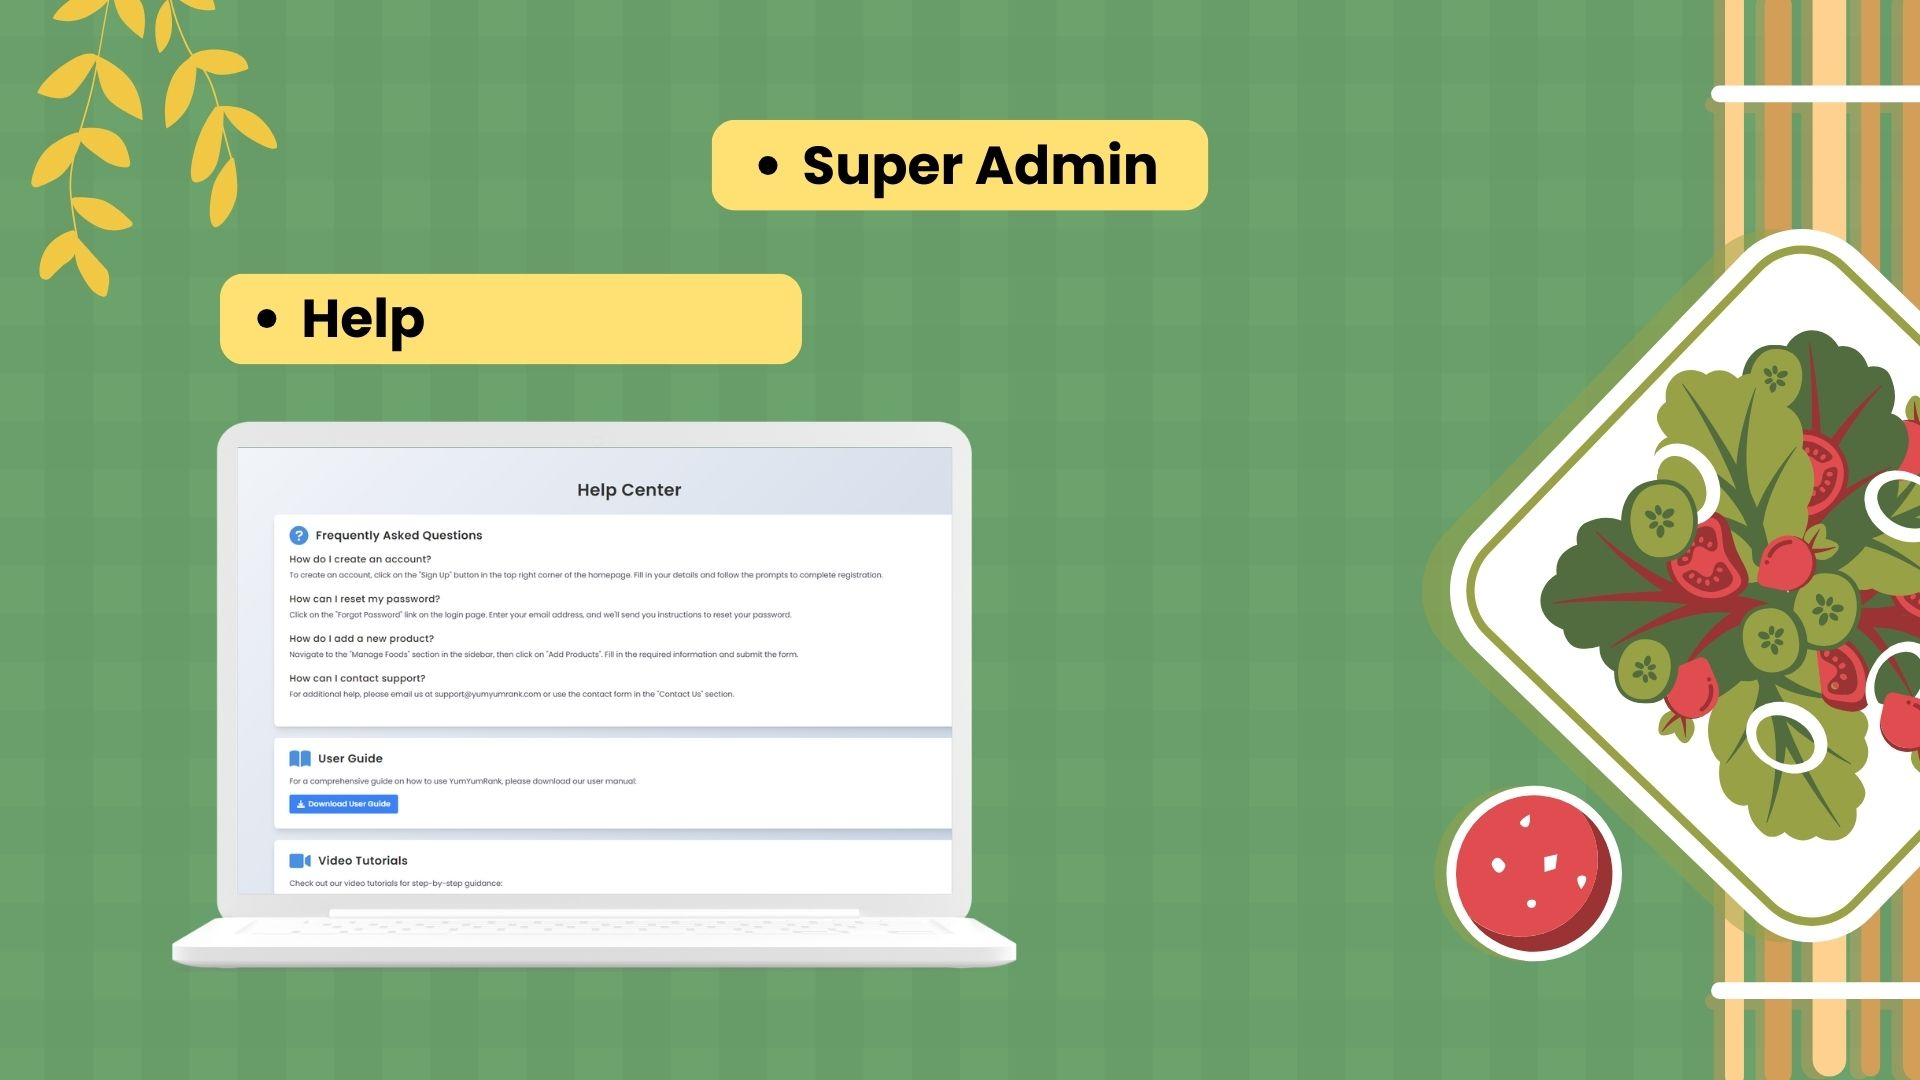 • Super Admin
• Help
Help Center
? Frequently Asked Questions
How do I create an account?
To create an account, click on the "Sign Up" button in the top right corner of the homepage. Fill in your details and follow the prompts to complete registration.
How can I reset my password?
Click on the "Forgot Password" link on the login page. Enter your email address, and we'll send you instructions to reset your password.
How do I add a new product?
Navigate to the "Manage Foods" section in the sidebar, then click on "Add Products". Fill in the required information and submit the form.
How can I contact support?
For additional help, please email us at support@yumyumrank.com or use the contact form in the "Contact Us" section.
User Guide
For a comprehensive guide on how to use YumYumRank, please download our user manual:
Download User Guide
Video Tutorials
Check out our video tutorials for step-by-step guidance: